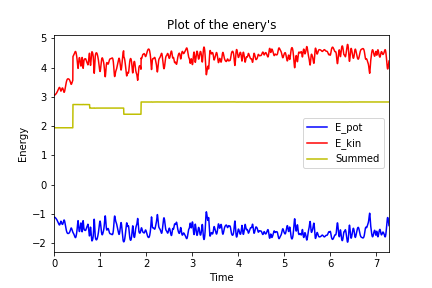 Plot of the enery's
5
4
3
2
1
0
−1
−2
Energy
E_pot
E_kin
Summed
0 1 2 3 4 5 6 7
Time